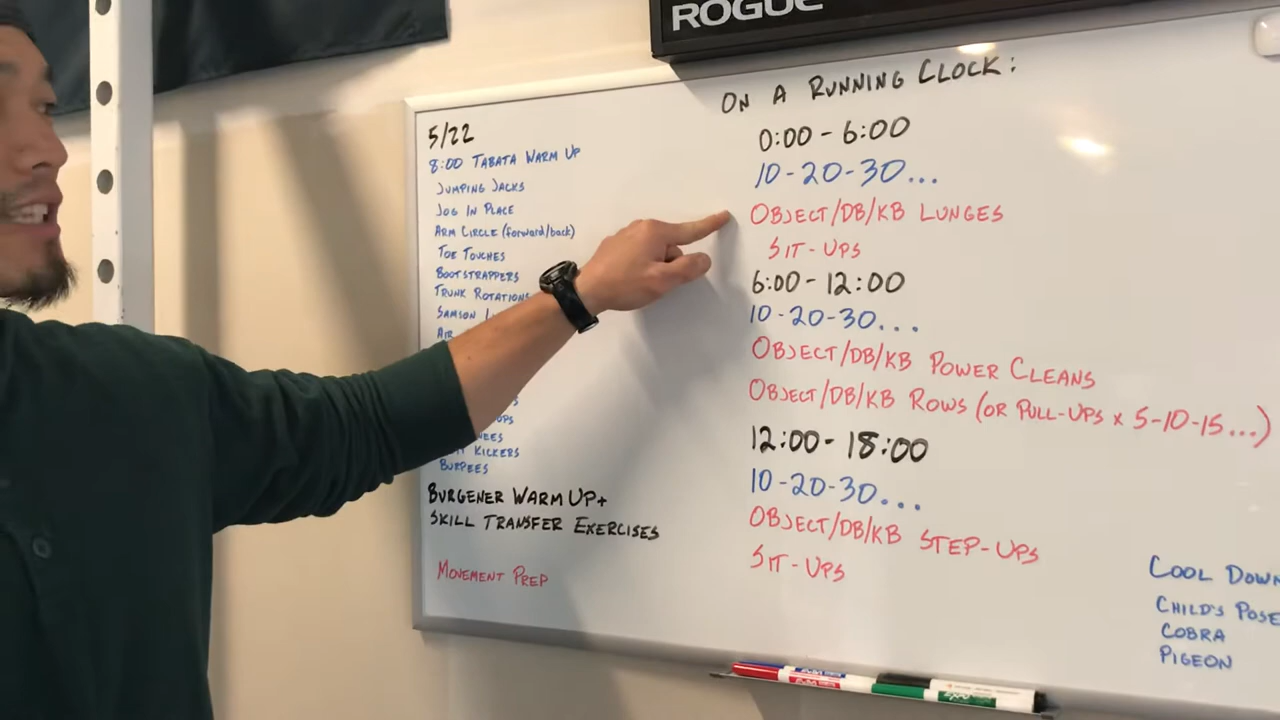 ROGUE
5/22
8:00 TABATA WARM UP
JUMPING JACKS
JOG IN PLACE
ARM CIRCLE (forward/back)
TOE TOUCHES
BOOTSTRAPPERS
TRUNK ROTATIONS
SAMSON
AIR
KICKERS
BURPEES
BURGENER WARM UP+
SKILL TRANSFER EXERCISES
MOVEMENT PREP
ON A RUNNING CLOCK:
0:00 - 6:00
10-20-30...
OBJECT/DB/KB LUNGES
SIT-UPS
6:00 - 12:00
10-20-30...
OBJECT/DB/KB POWER CLEANS
OBJECT/DB/KB ROWS (OR PULL-UPS x 5-10-15...)
12:00 - 18:00
10-20-30...
OBJECT/DB/KB STEP-UPS
SIT-UPS
COOL DOWN
CHILD'S POSE
COBRA
PIGEON